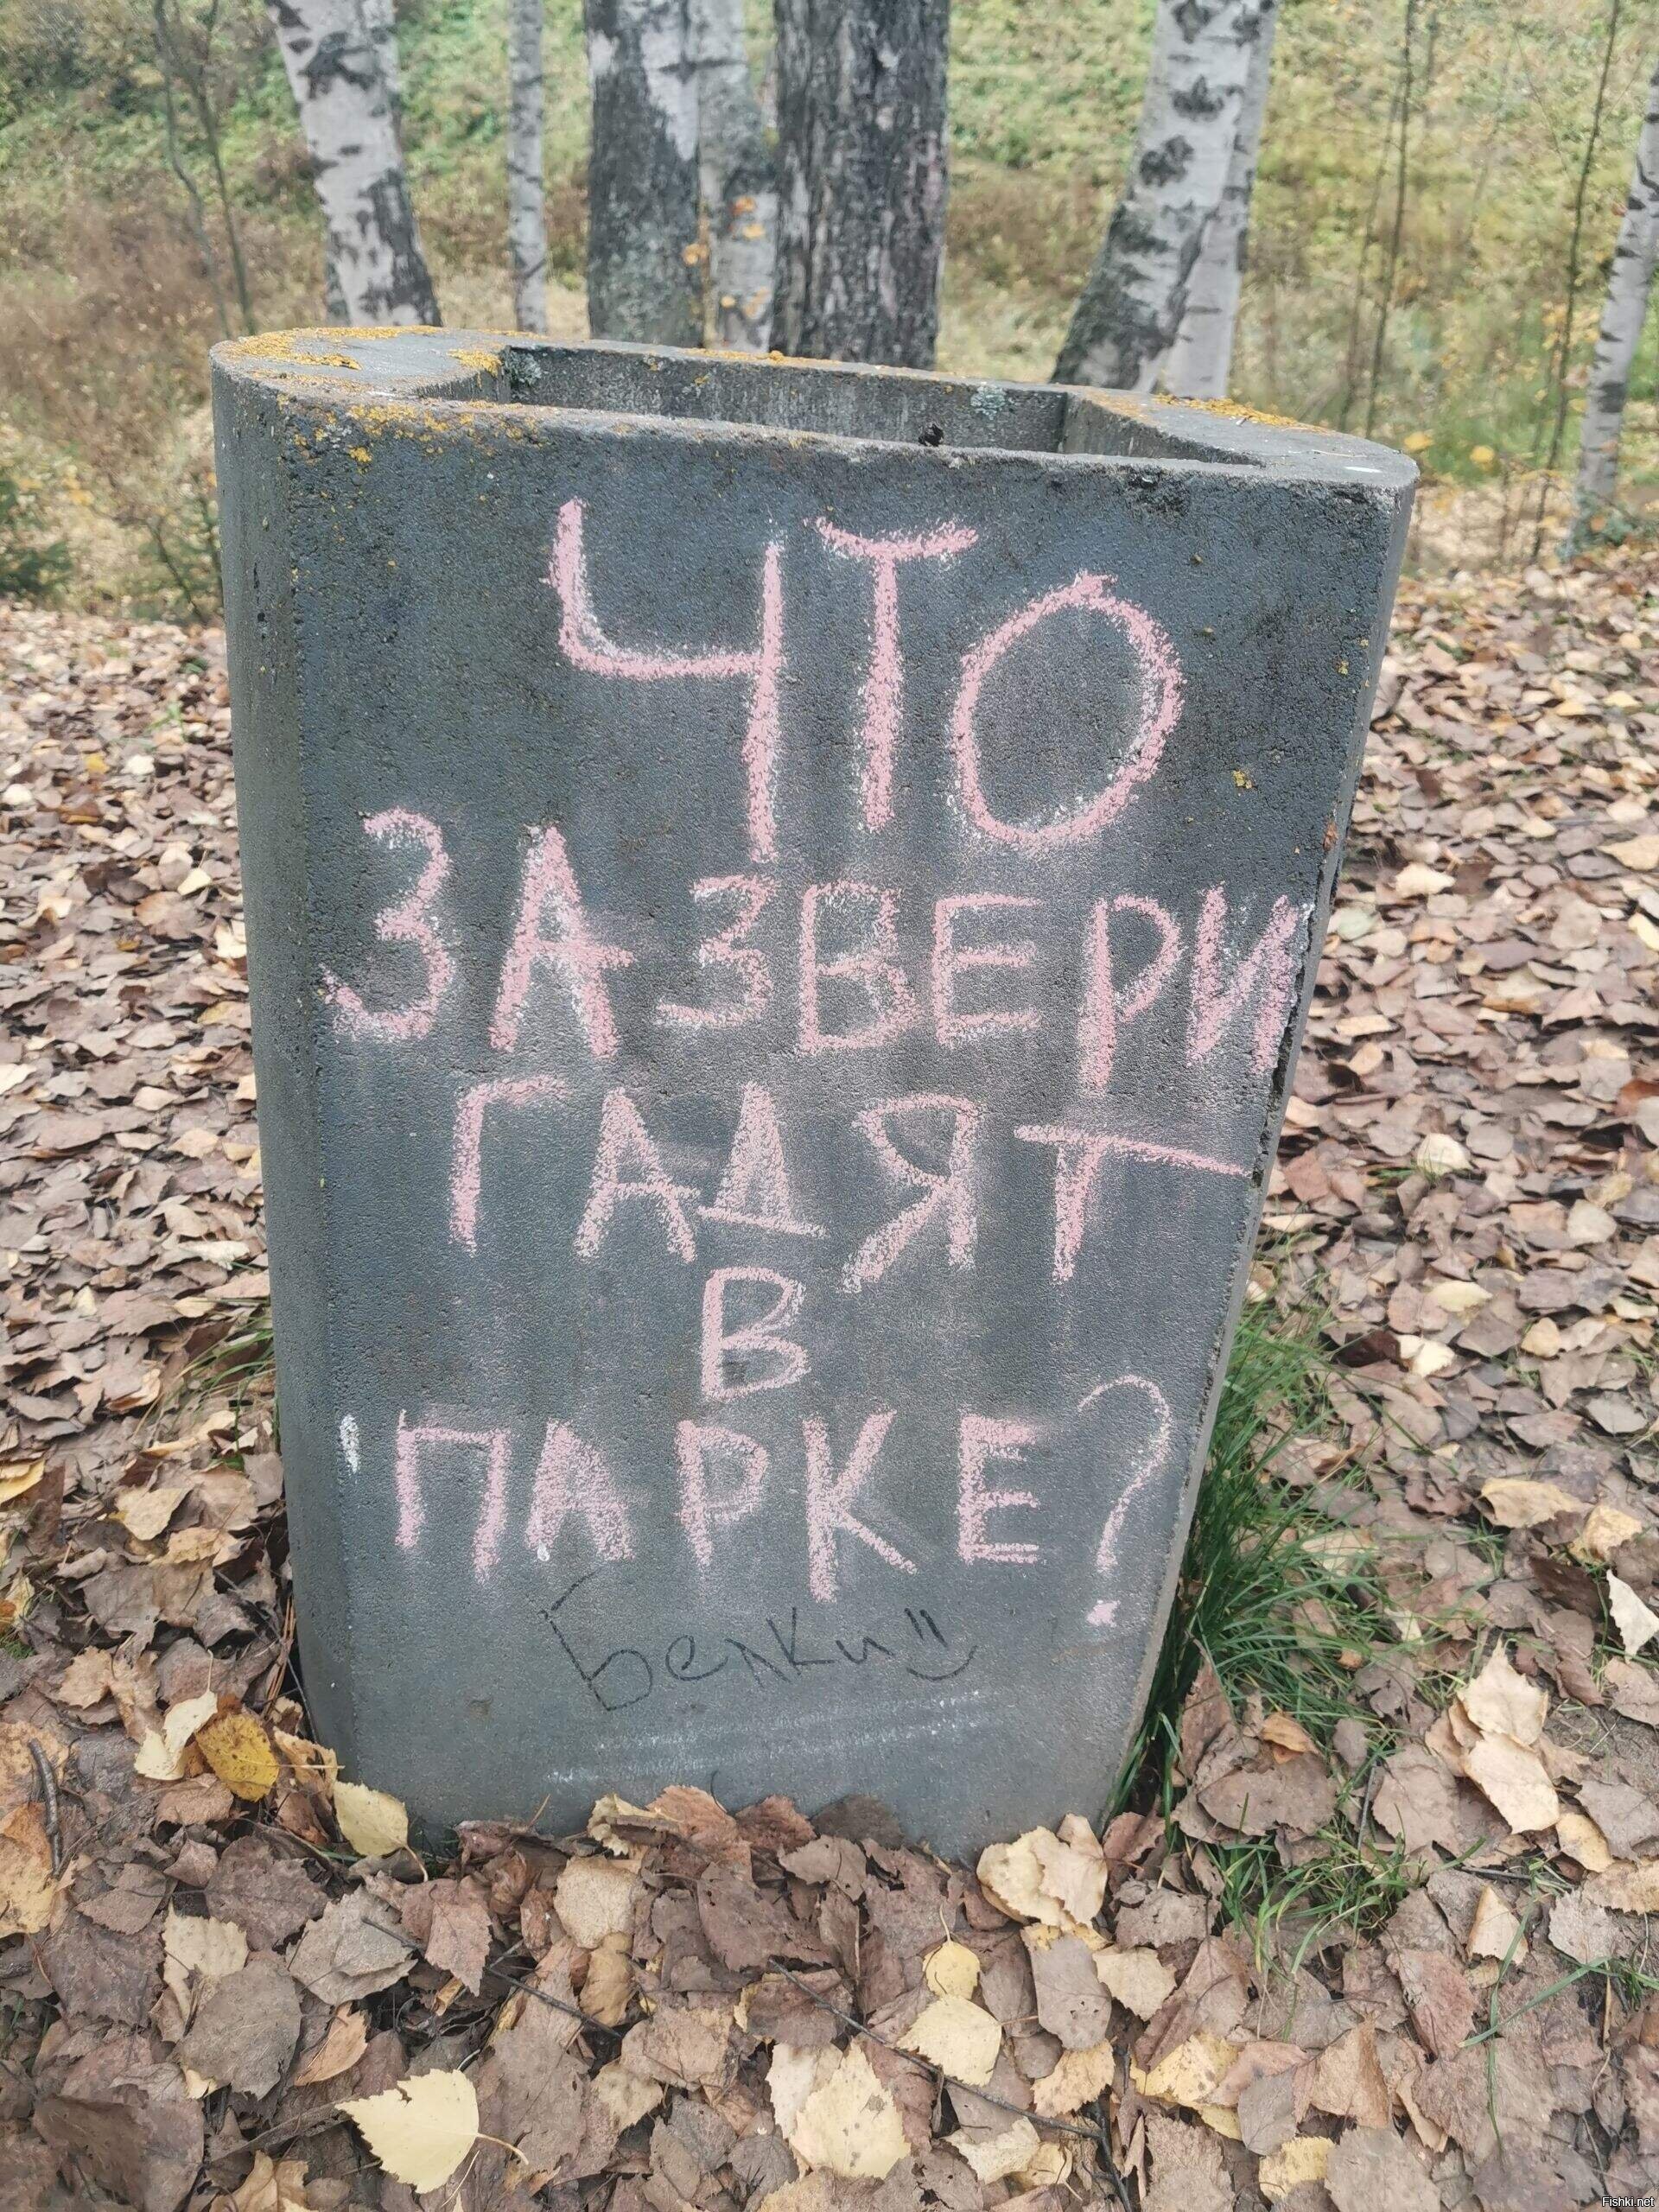 ЧТО
ЗА ЗВЕРИ
ГАДЯТ
В
ПАРКЕ?
Белки
Fishki.net